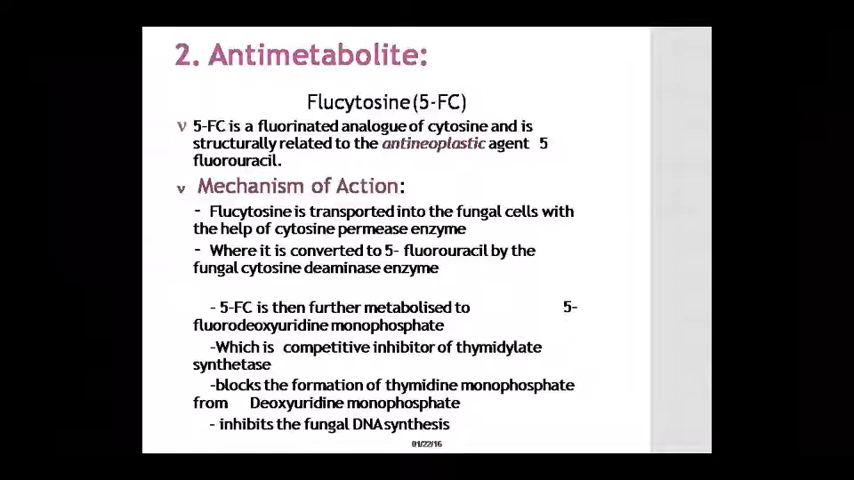 2. Antimetabolite:
Flucytosine(5-FC)
ν 5-FC is a fluorinated analogue of cytosine and is
structurally related to the antineoplastic agent 5
fluorouracil.
ν Mechanism of Action:
- Flucytosine is transported into the fungal cells with
the help of cytosine permease enzyme
- Where it is converted to 5- fluorouracil by the
fungal cytosine deaminase enzyme
- 5-FC is then further metabolised to 5-
fluorodeoxyuridine monophosphate
-Which is competitive inhibitor of thymidylate
synthetase
-blocks the formation of thymidine monophosphate
from Deoxyuridine monophosphate
- inhibits the fungal DNA synthesis
01/22/16